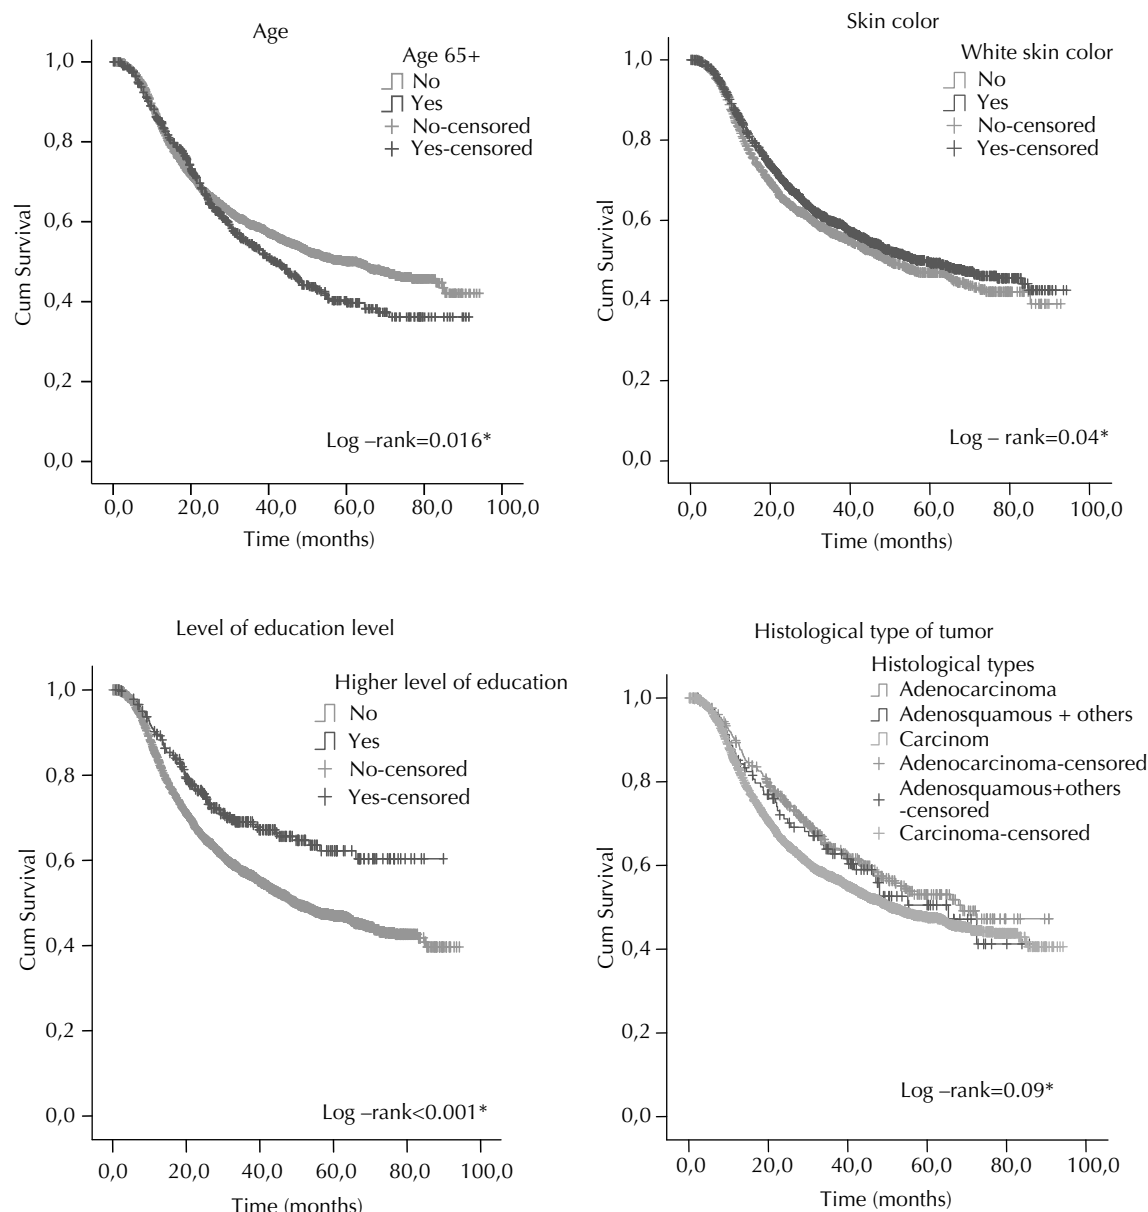 Age
Age 65+
No
Yes
No-censored
Yes-censored
1,0
0,8
0,6
0,4
0,2
0,0
Cum Survival
Log –rank=0.016*
0,0 20,0 40,0 60,0 80,0 100,0
Time (months)
Skin color
White skin color
No
Yes
No-censored
Yes-censored
1,0
0,8
0,6
0,4
0,2
0,0
Cum Survival
Log – rank=0.04*
0,0 20,0 40,0 60,0 80,0 100,0
Time (months)
Level of education level
Higher level of education
No
Yes
No-censored
Yes-censored
1,0
0,8
0,6
0,4
0,2
0,0
Cum Survival
Log –rank<0.001*
0,0 20,0 40,0 60,0 80,0 100,0
Time (months)
Histological type of tumor
Histological types
Adenocarcinoma
Adenosquamous + others
Carcinom
Adenocarcinoma-censored
Adenosquamous+others
-censored
Carcinoma-censored
1,0
0,8
0,6
0,4
0,2
0,0
Cum Survival
Log –rank=0.09*
0,0 20,0 40,0 60,0 80,0 100,0
Time (months)